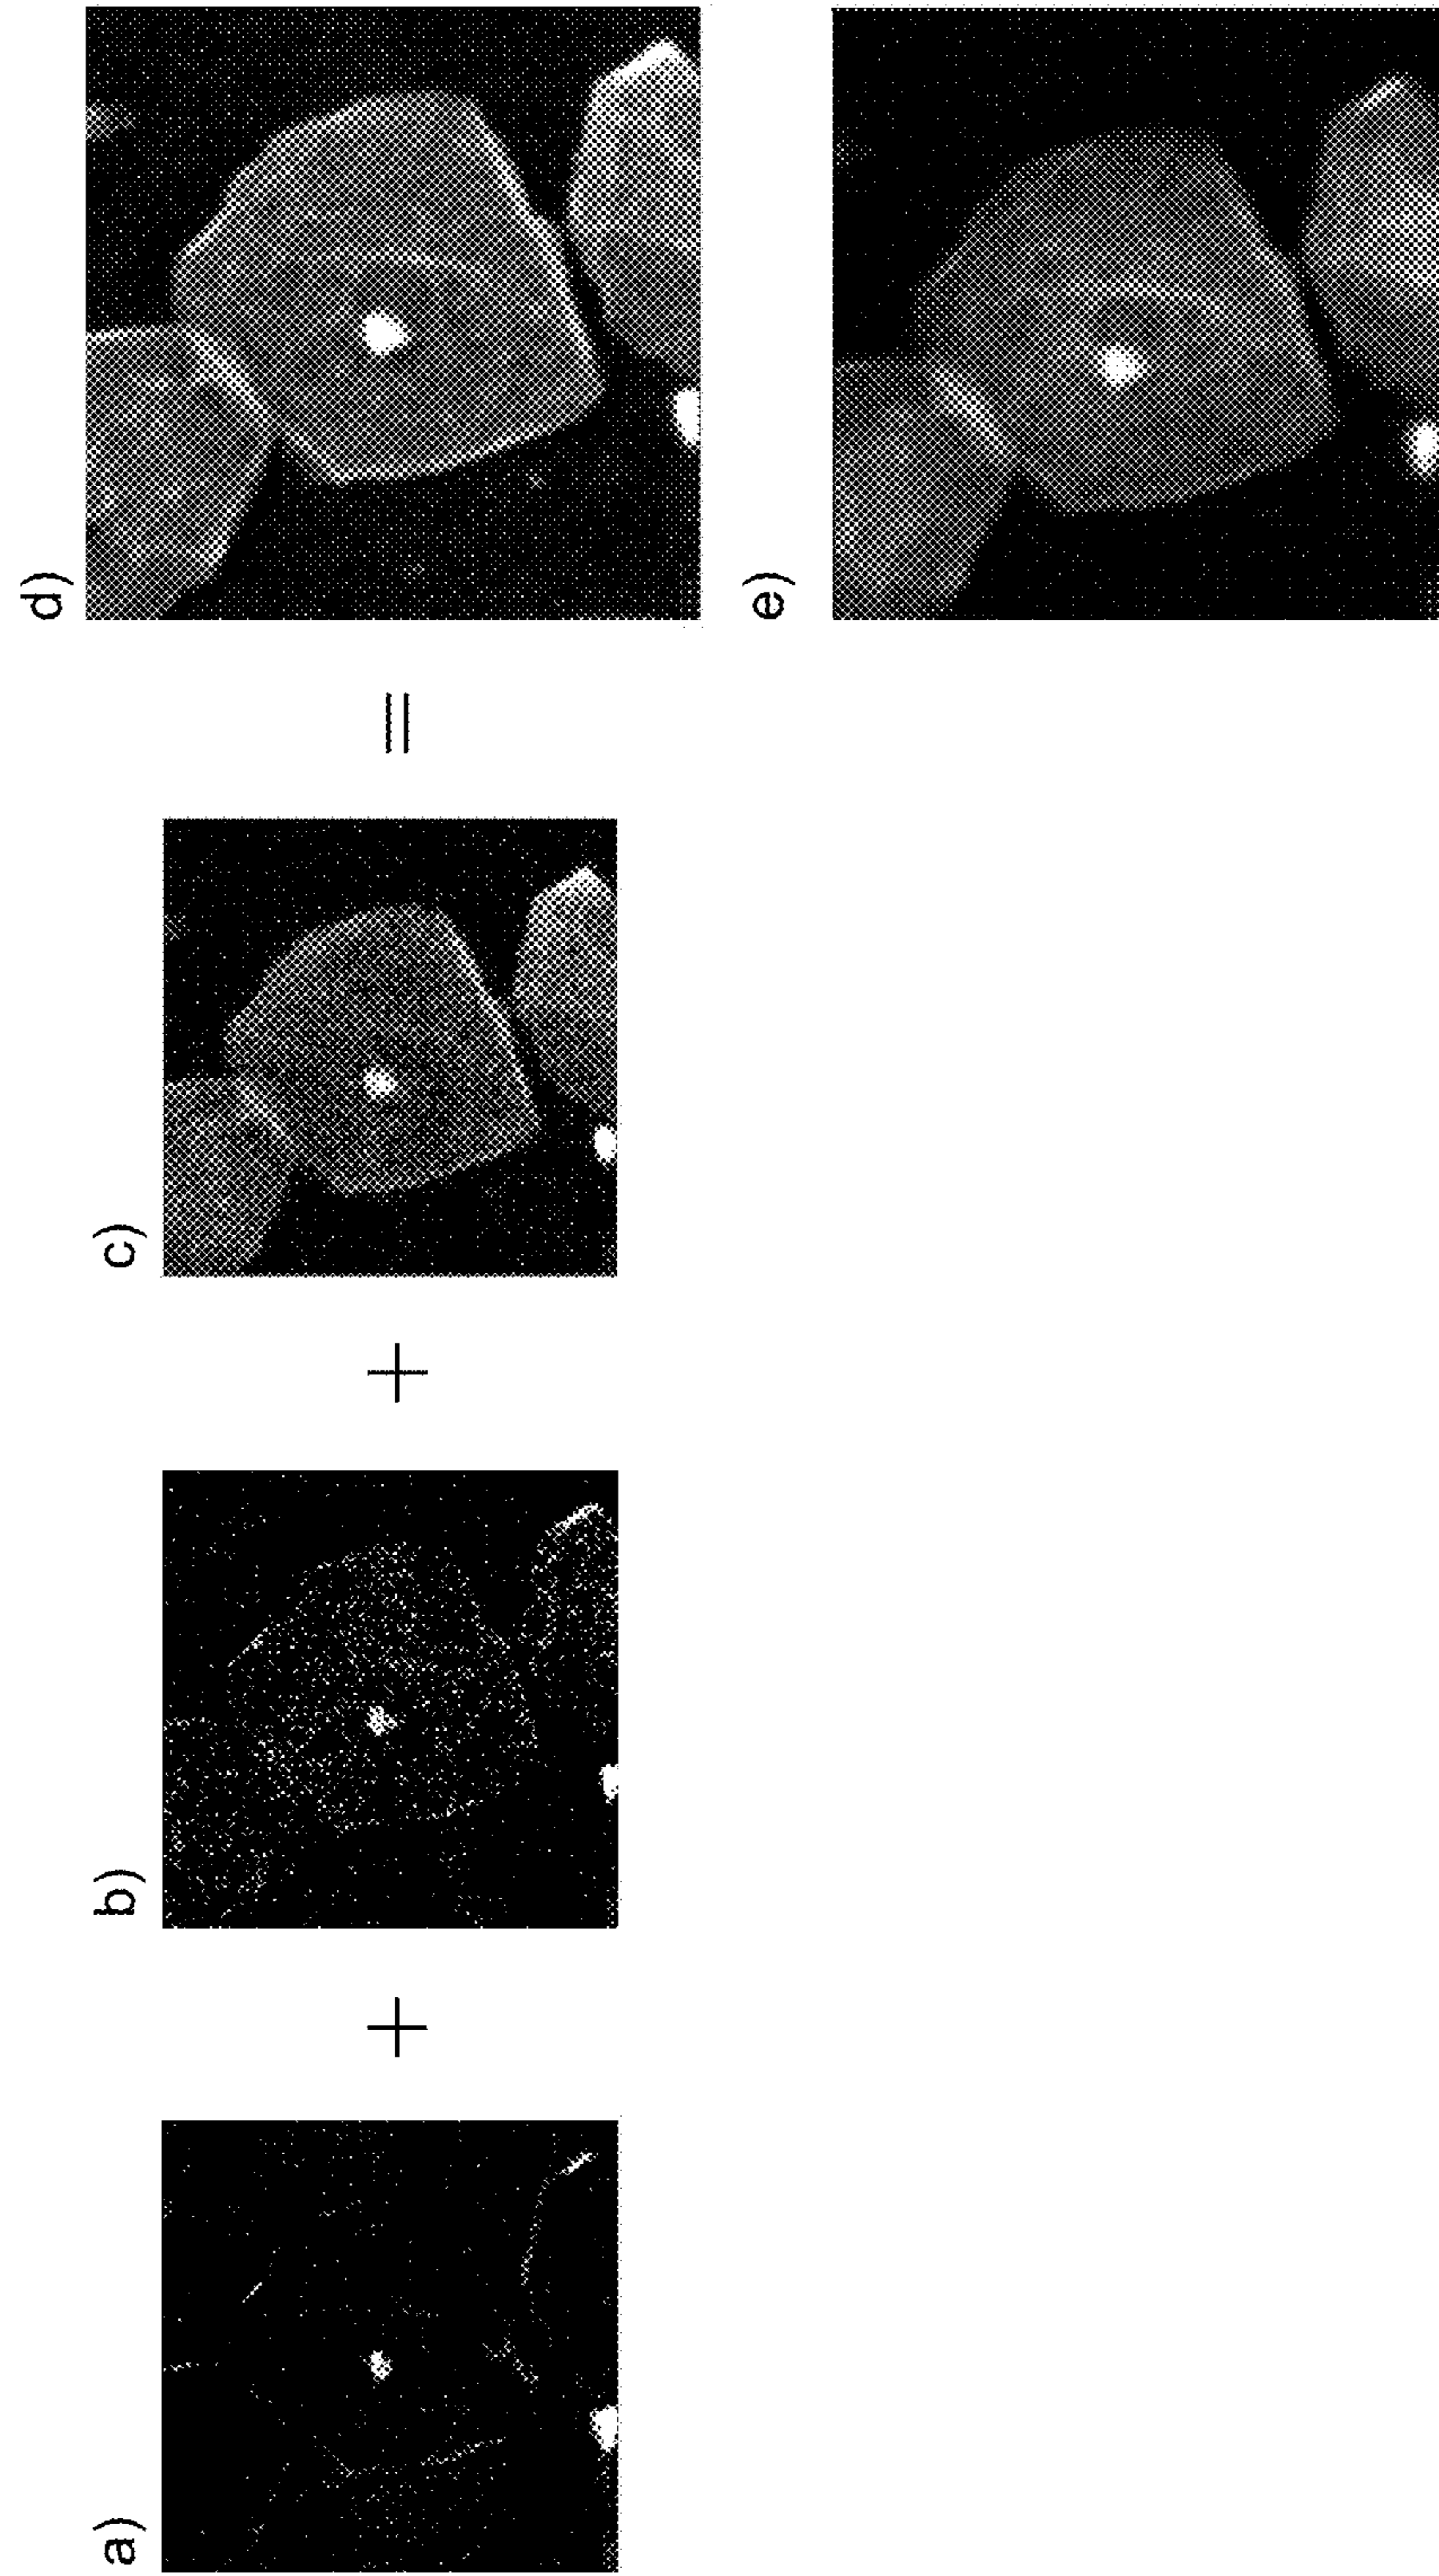 a)
+
b)
+
c)
=
d)
e)